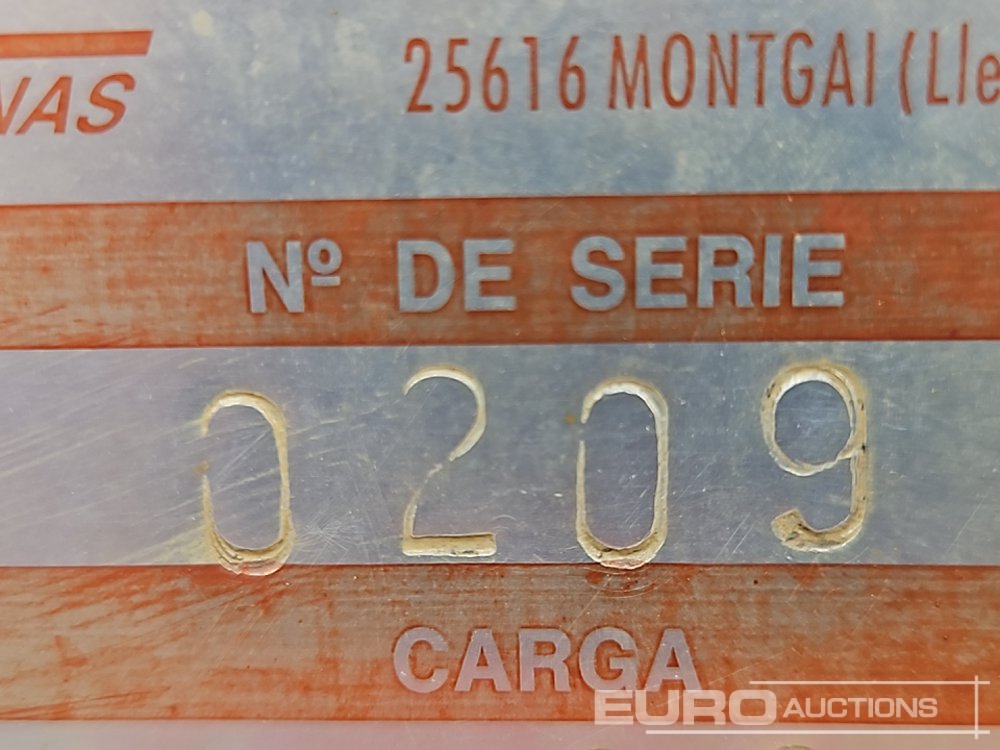 25616 MONTGAI (Lle
NAS
Nº DE SERIE
0209
CARGA
EURO AUCTIONS